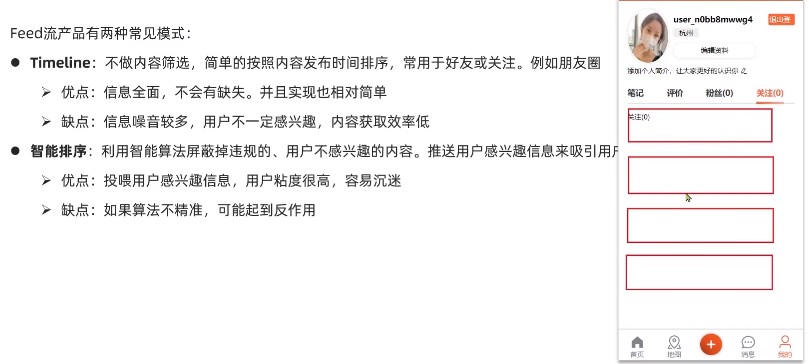 Feed流产品有两种常见模式：
Timeline：不做内容筛选，简单的按照内容发布时间排序，常用于好友或关注。例如朋友圈
优点：信息全面，不会有缺失。并且实现也相对简单
缺点：信息噪音较多，用户不一定感兴趣，内容获取效率低
智能排序：利用智能算法屏蔽掉违规的、用户不感兴趣的内容。推送用户感兴趣信息来吸引用户
优点：投喂用户感兴趣信息，用户粘度很高，容易沉迷
缺点：如果算法不精准，可能起到反作用
user_n0bb8mwwg4
退出登
杭州
编辑资料
添加个人简介，让大家更好的认识你
笔记 评价 粉丝(0) 关注(0)
关注(0)
首页 地图 消息 我的